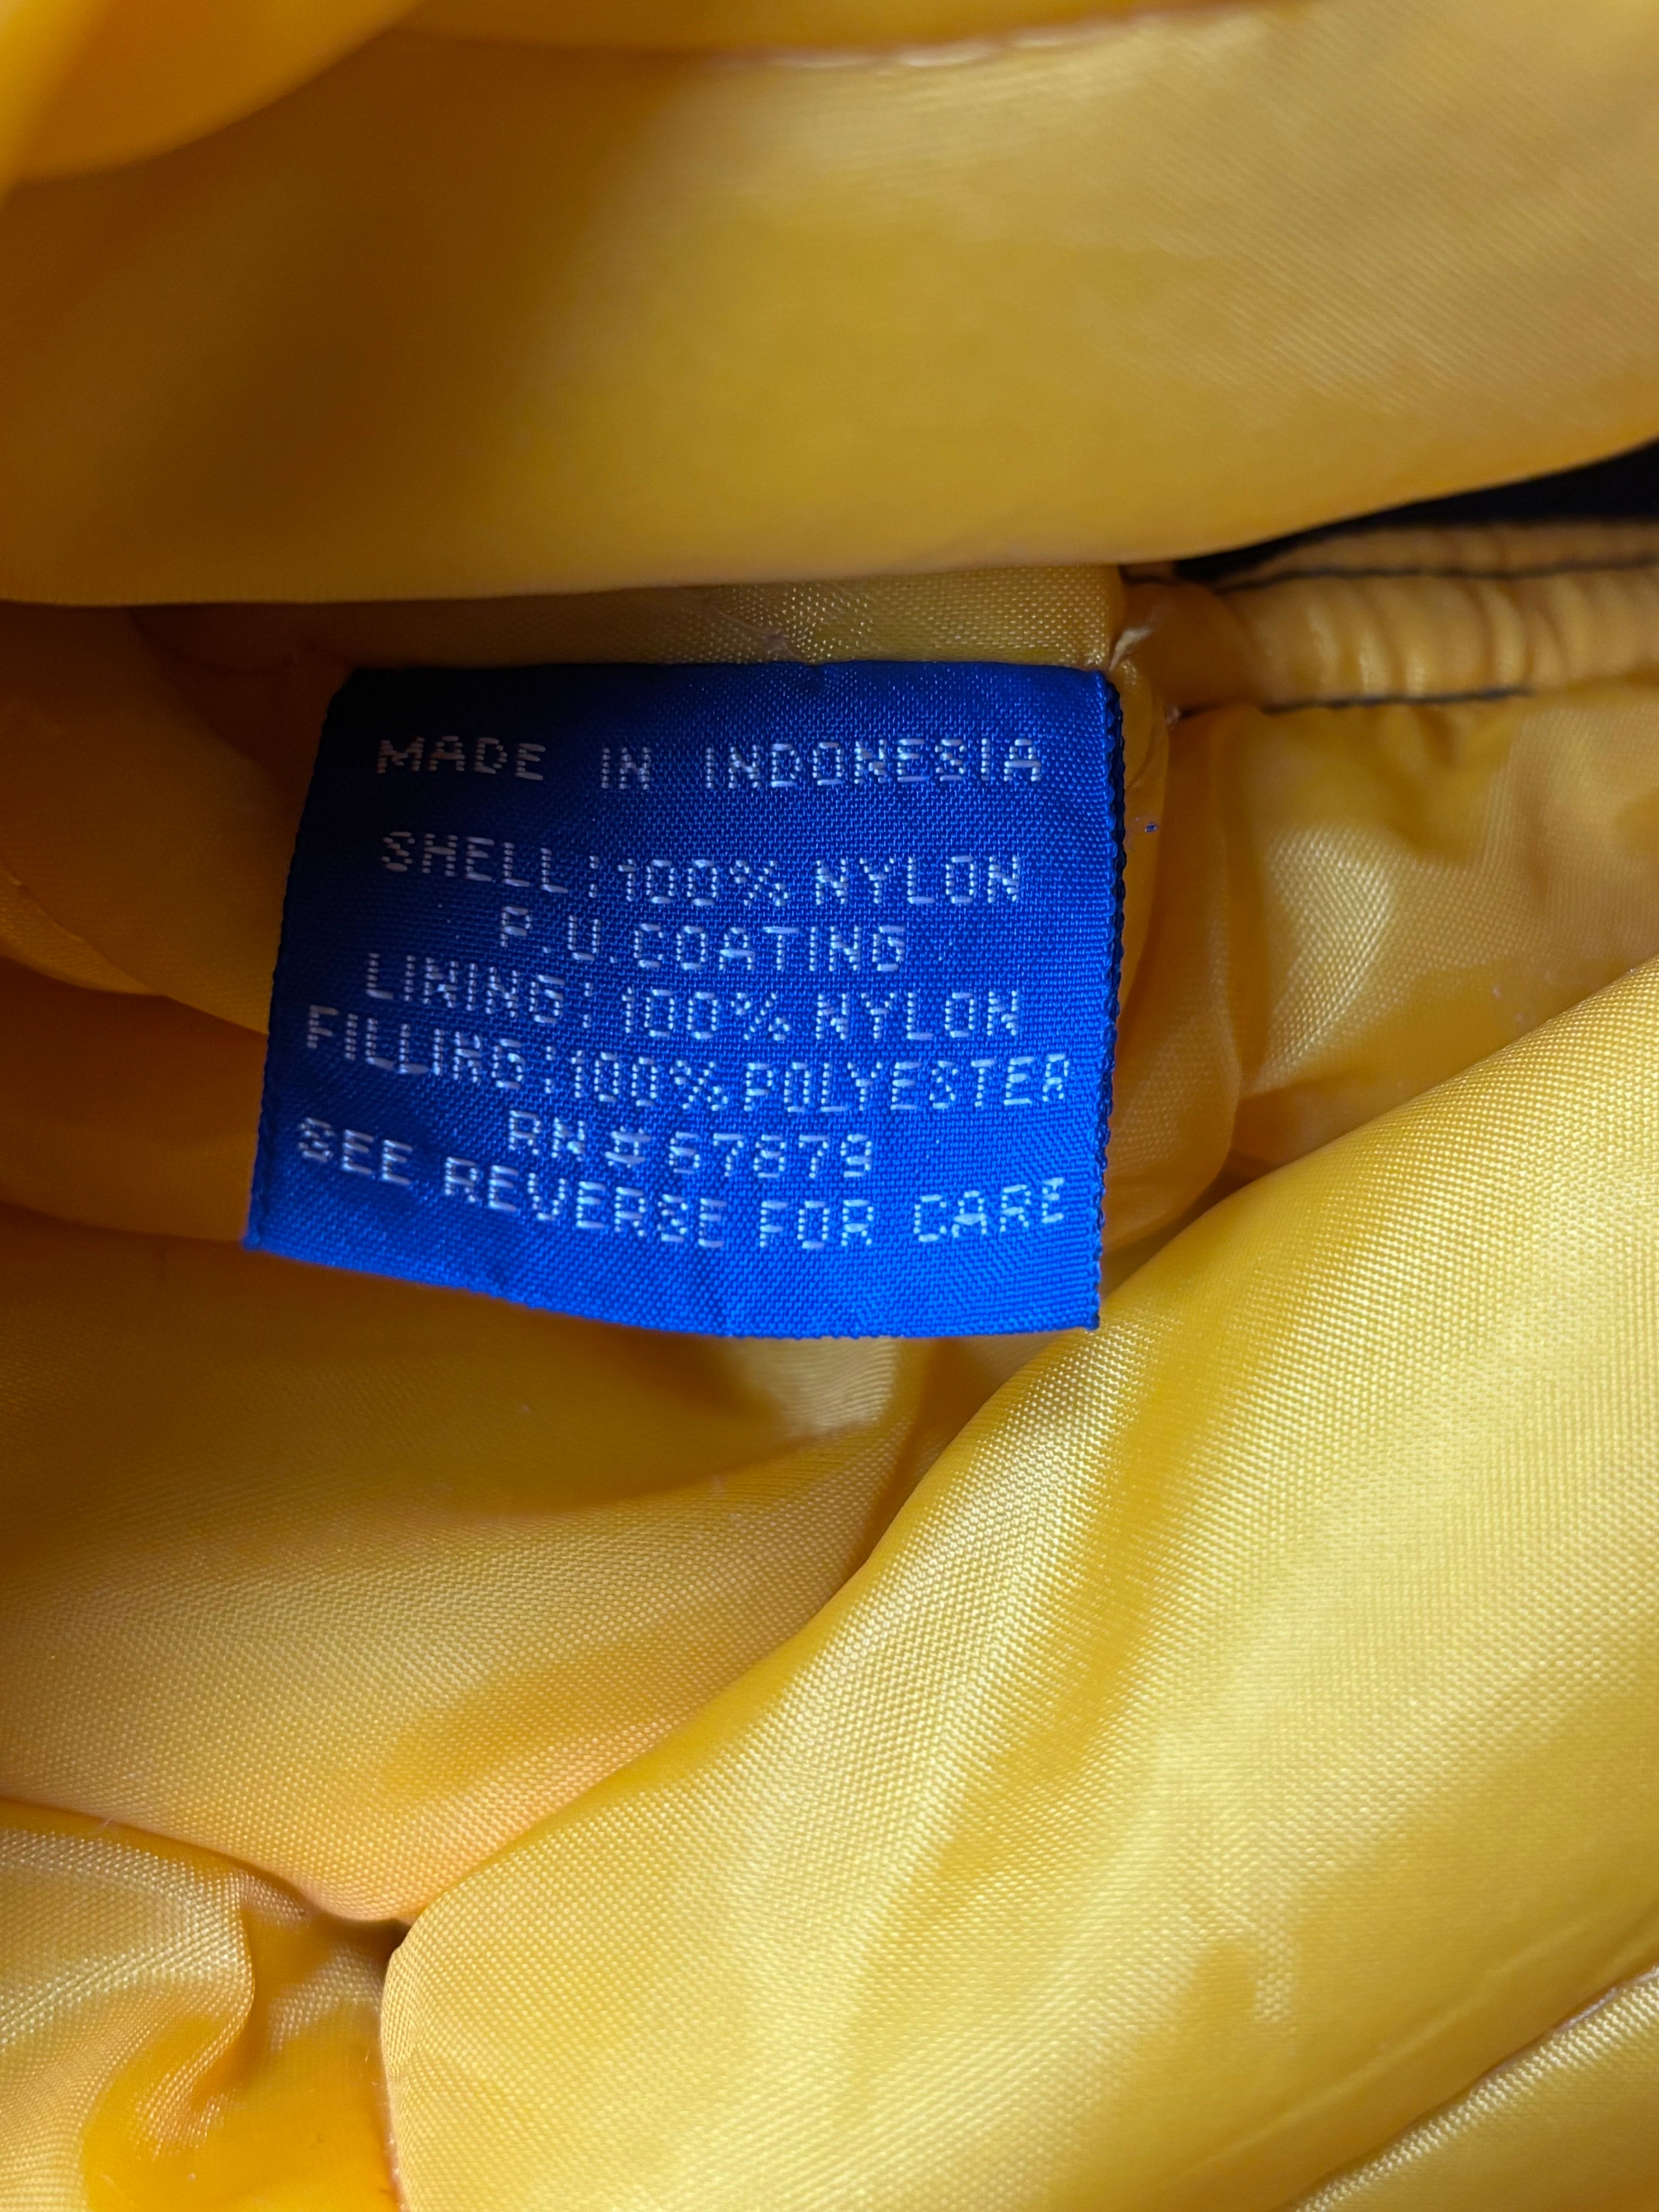 MADE IN INDONESIA
SHELL:100% NYLON
P.U.COATING
LINING: 100% NYLON
FILLING:100%POLYESTER
RN# 67879
SEE REVERSE FOR CARE